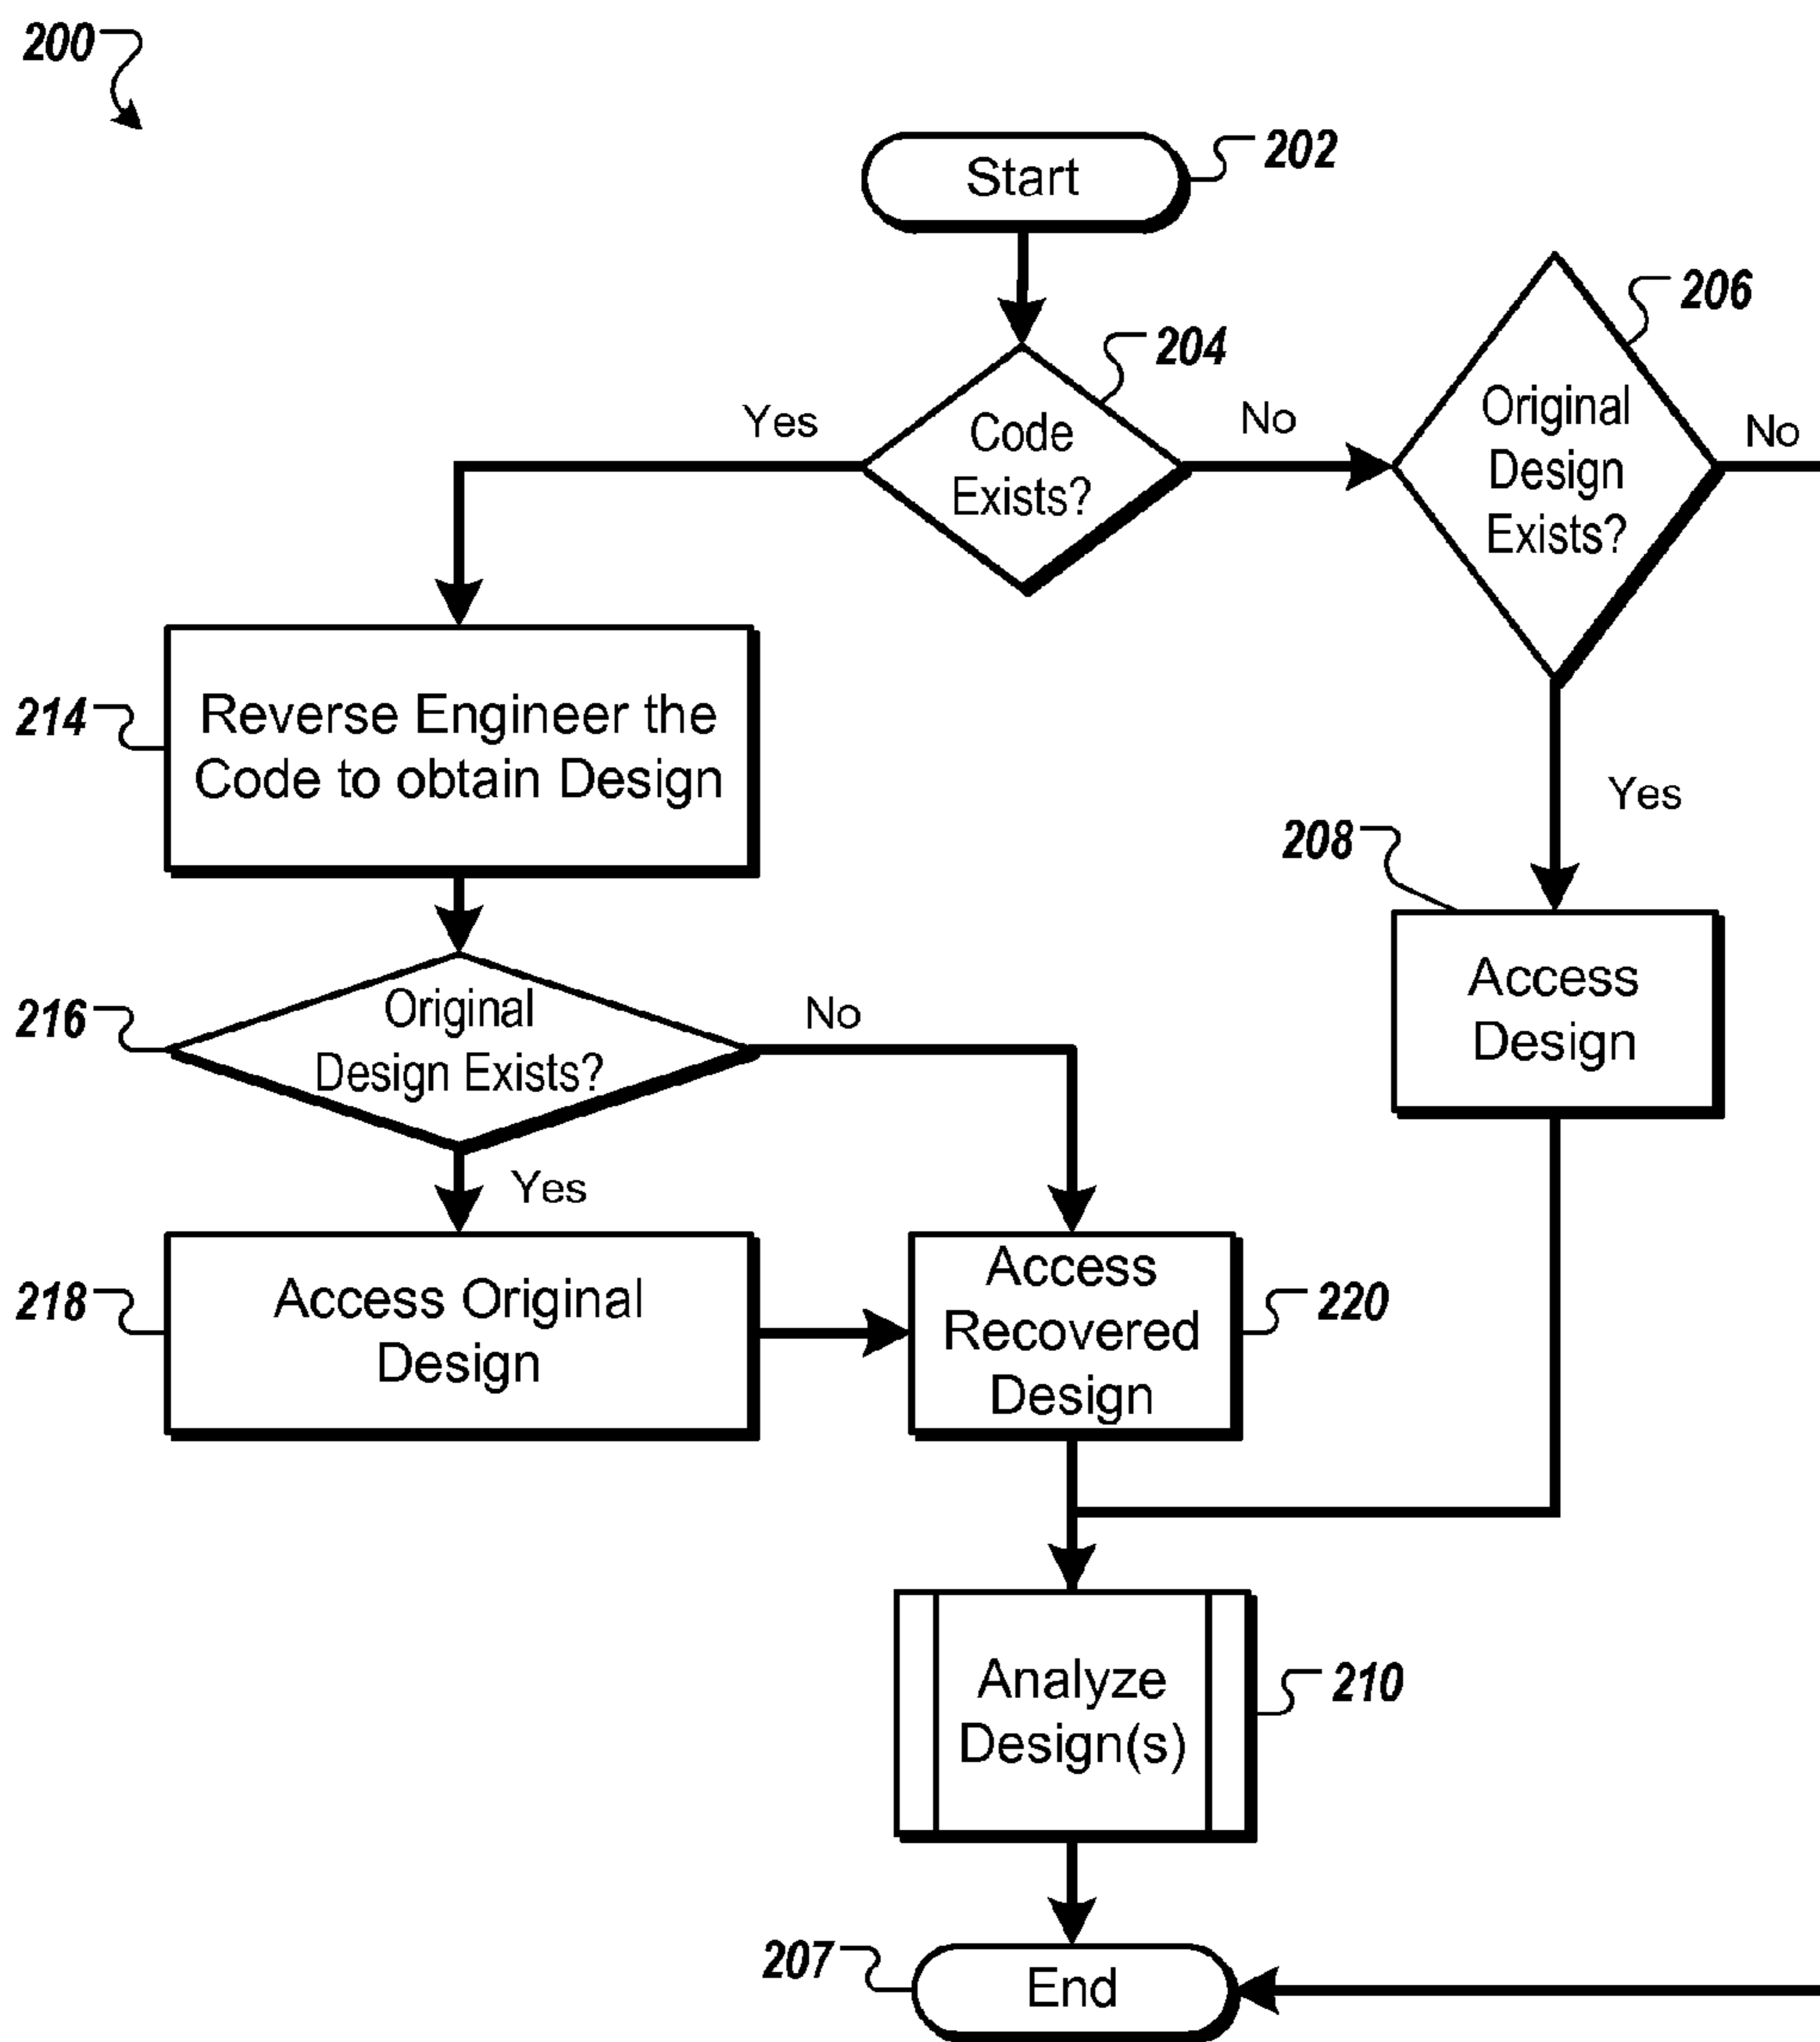 200
Start
202
204
206
Code
Exists?
Yes
No
Original
Design
Exists?
No
214
Reverse Engineer the
Code to obtain Design
Yes
208
Access
Design
216
Original
Design Exists?
No
Yes
218
Access Original
Design
Access
Recovered
Design
220
Analyze
Design(s)
210
207
End